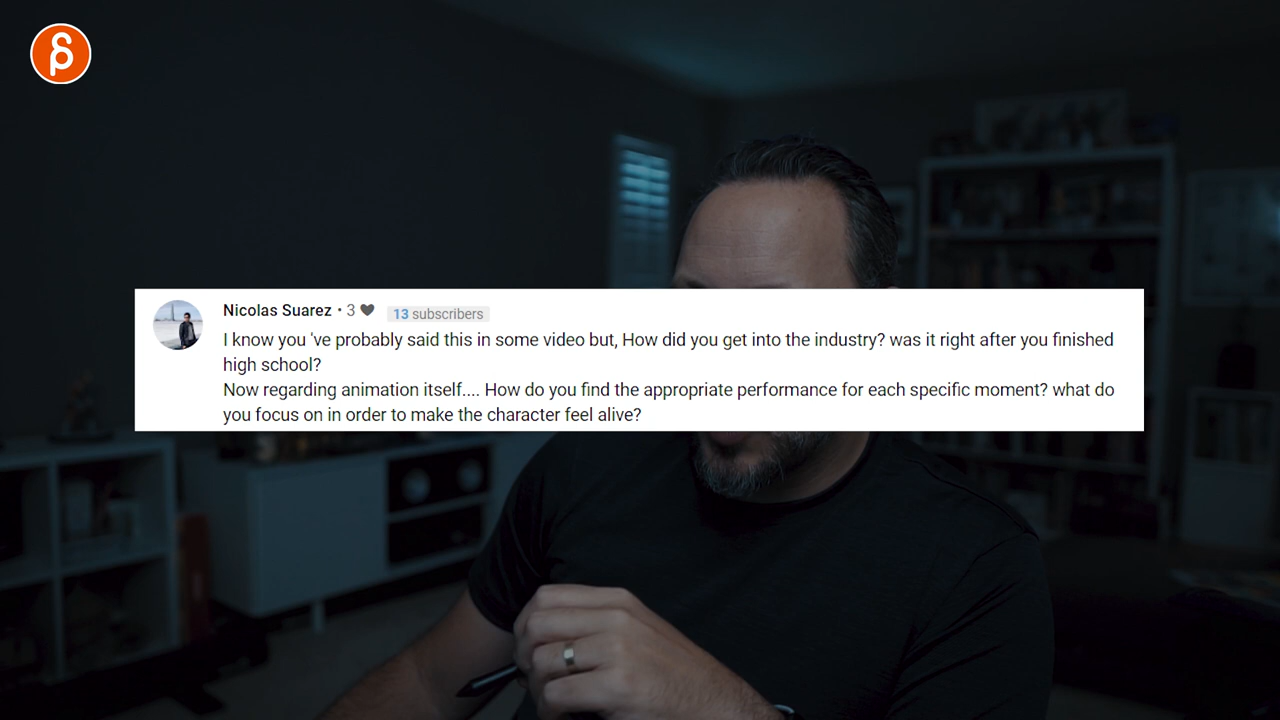 Nicolas Suarez • 3 ♥ 13 subscribers
I know you 've probably said this in some video but, How did you get into the industry? was it right after you finished
high school?
Now regarding animation itself.... How do you find the appropriate performance for each specific moment? what do
you focus on in order to make the character feel alive?